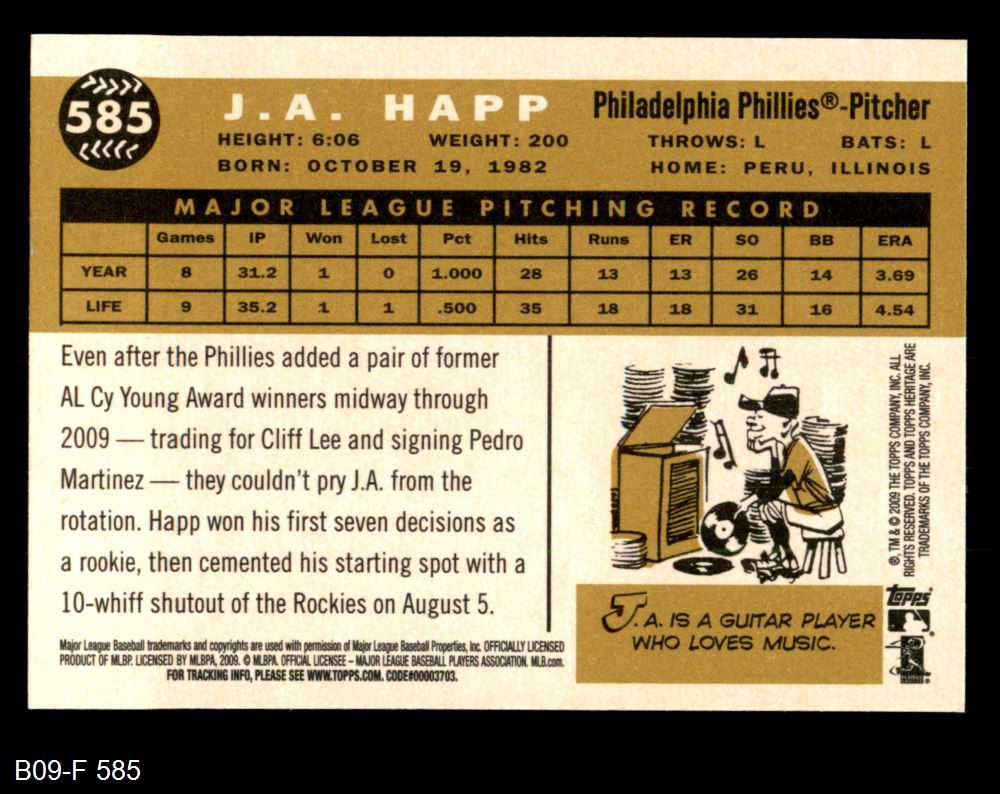 585
J.A. HAPP
Philadelphia Phillies®-Pitcher
HEIGHT: 6:06 WEIGHT: 200 THROWS: L BATS: L
BORN: OCTOBER 19, 1982 HOME: PERU, ILLINOIS
MAJOR LEAGUE PITCHING RECORD
Games IP Won Lost Pct Hits Runs ER SO BB ERA
YEAR 8 31.2 1 0 1.000 28 13 13 26 14 3.69
LIFE 9 35.2 1 1 .500 35 18 18 31 16 4.54
Even after the Phillies added a pair of former
AL Cy Young Award winners midway through
2009 — trading for Cliff Lee and signing Pedro
Martinez — they couldn't pry J.A. from the
rotation. Happ won his first seven decisions as
a rookie, then cemented his starting spot with a
10-whiff shutout of the Rockies on August 5.
Major League Baseball trademarks and copyrights are used with permission of Major League Baseball Properties, Inc. OFFICIALLY LICENSED
PRODUCT OF MLBP. LICENSED BY MLBPA, 2009. © MLBPA. OFFICIAL LICENSEE – MAJOR LEAGUE BASEBALL PLAYERS ASSOCIATION. MLB.com.
FOR TRACKING INFO, PLEASE SEE WWW.TOPPS.COM. CODE#00003703.
J.A. IS A GUITAR PLAYER
WHO LOVES MUSIC.
®, TM & © 2009 THE TOPPS COMPANY, INC. ALL
RIGHTS RESERVED. TOPPS AND TOPPS HERITAGE ARE
TRADEMARKS OF THE TOPPS COMPANY, INC.
topps
B09-F 585